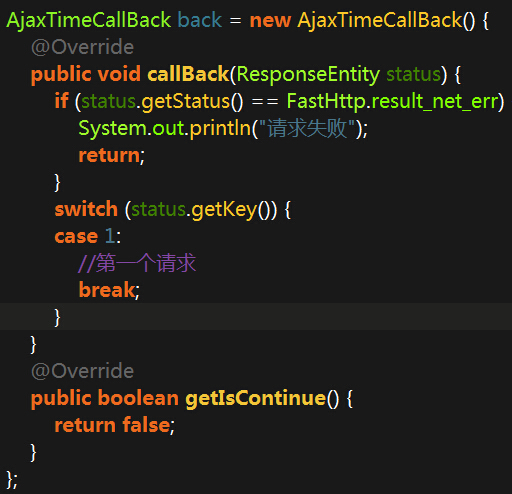 AjaxTimeCallBack back = new AjaxTimeCallBack() {
@Override
public void callBack(ResponseEntity status) {
if (status.getStatus() == FastHttp.result_net_err)
System.out.println("请求失败");
return;
}
switch (status.getKey()) {
case 1:
//第一个请求
break;
}
}
@Override
public boolean getIsContinue() {
return false;
}
};